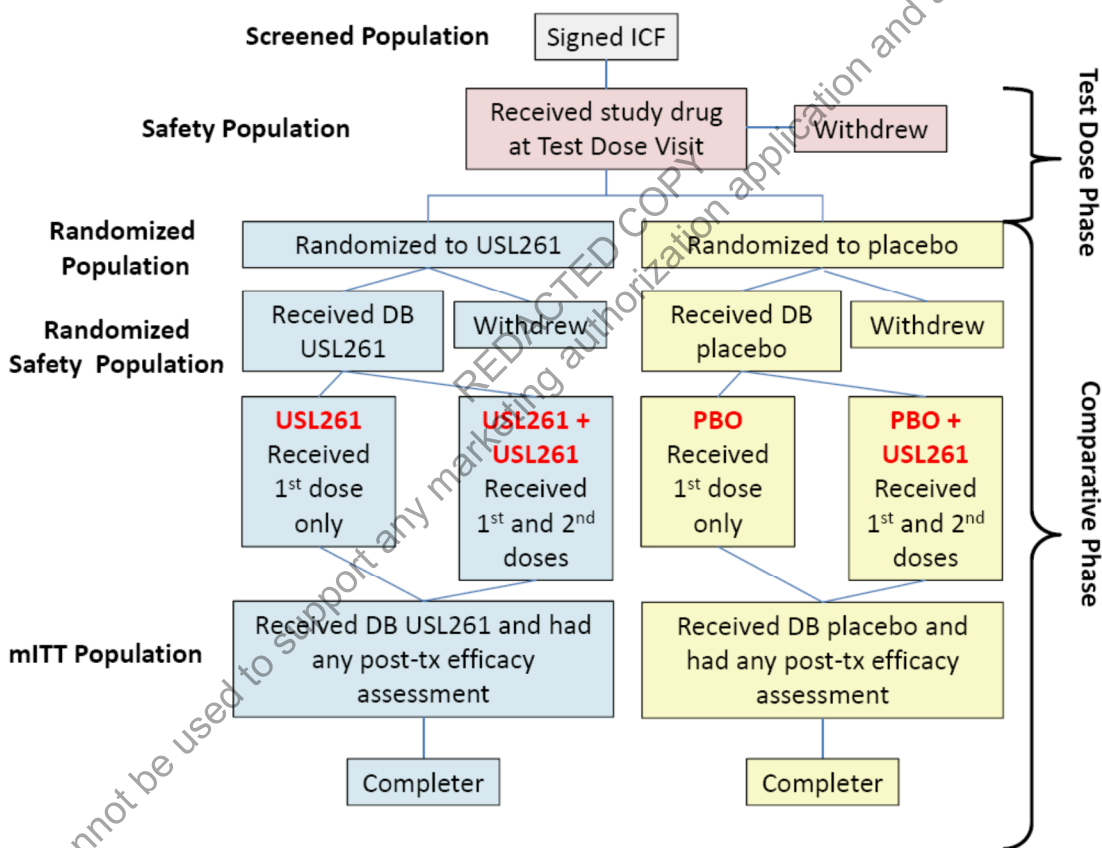 Screened Population
Signed ICF
Safety Population
Received study drug
at Test Dose Visit
Withdrew
Test Dose Phase
Randomized
Population
Randomized to USL261
Randomized to placebo
Randomized
Safety Population
Received DB
USL261
Withdrew
Received DB
placebo
Withdrew
USL261
Received
1st dose
only
USL261 +
USL261
Received
1st and 2nd
doses
PBO
Received
1st dose
only
PBO +
USL261
Received
1st and 2nd
doses
Comparative Phase
mITT Population
Received DB USL261 and had
any post-tx efficacy
assessment
Received DB placebo and
had any post-tx efficacy
assessment
Completer
Completer
REDACTED COPY
be used to support any marketing authorization application and